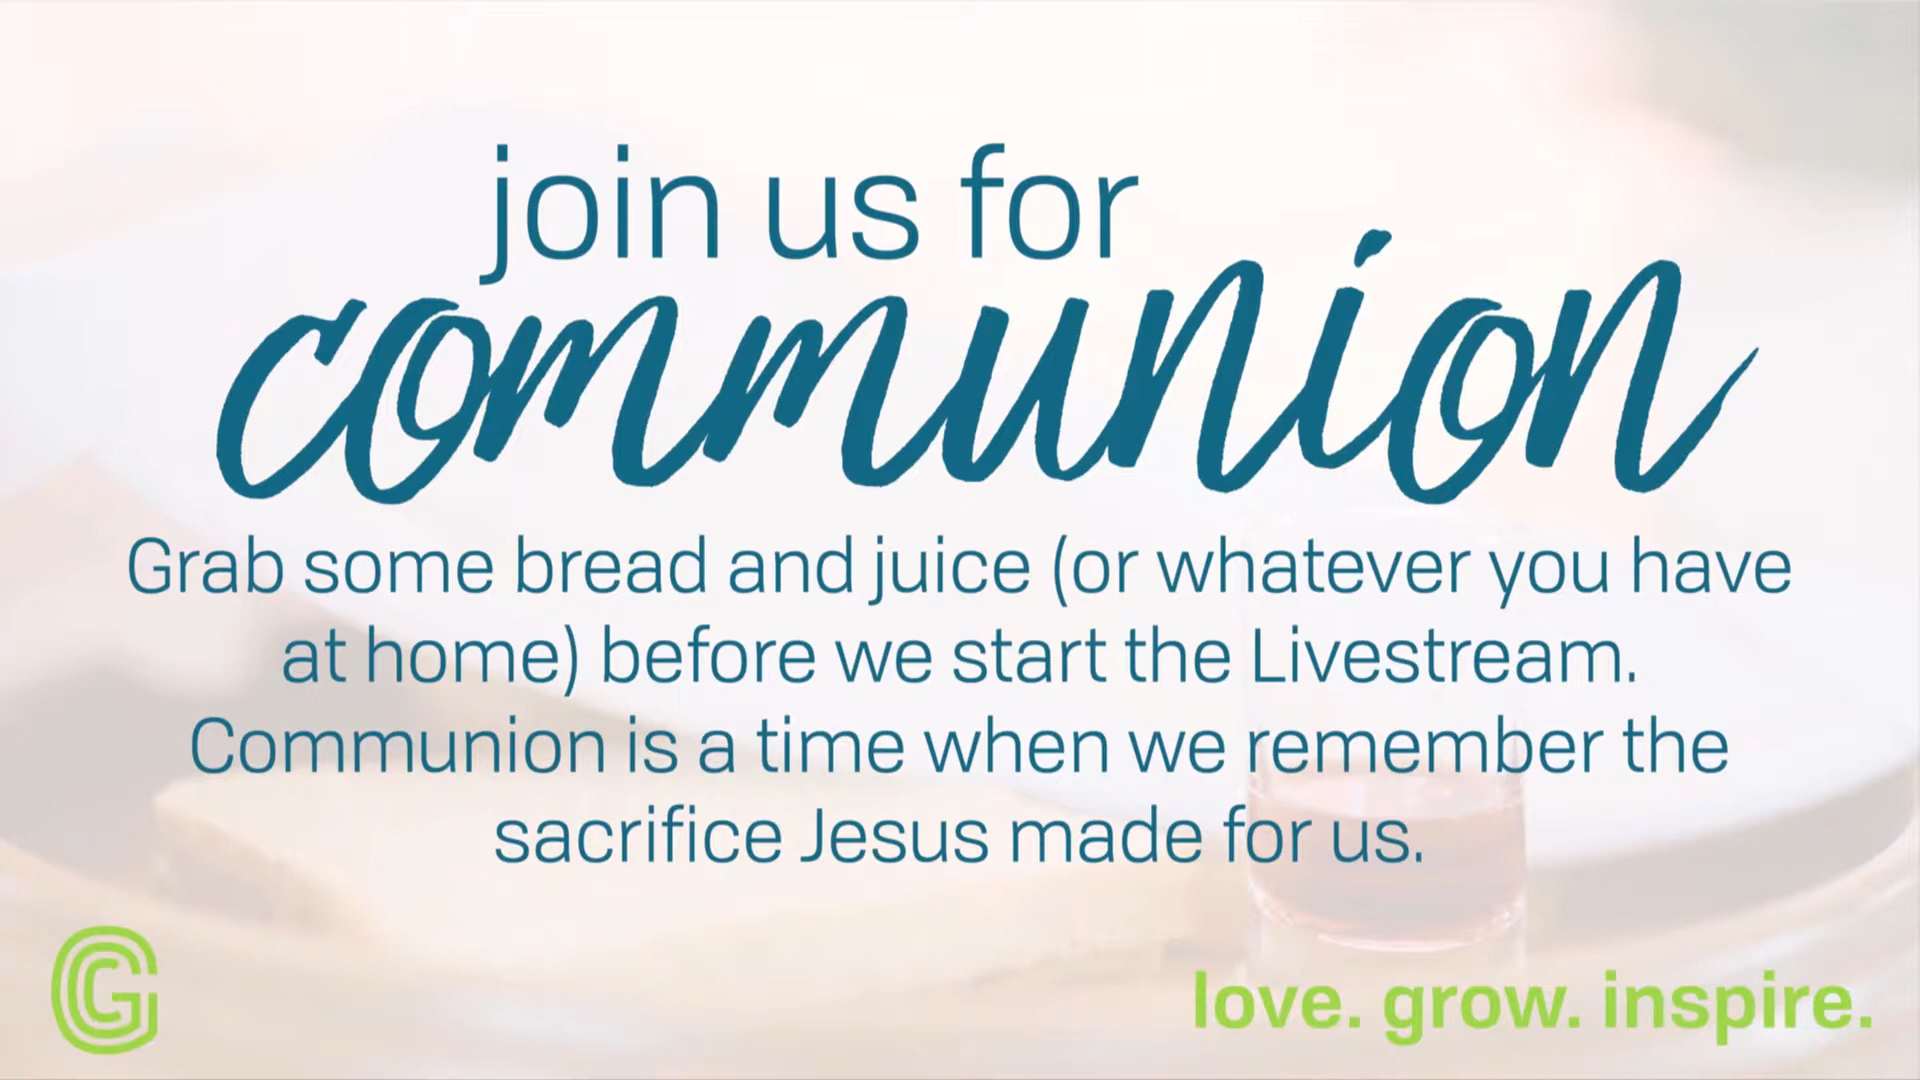 join us for
communion
Grab some bread and juice (or whatever you have
at home) before we start the Livestream.
Communion is a time when we remember the
sacrifice Jesus made for us.
G
love. grow. inspire.